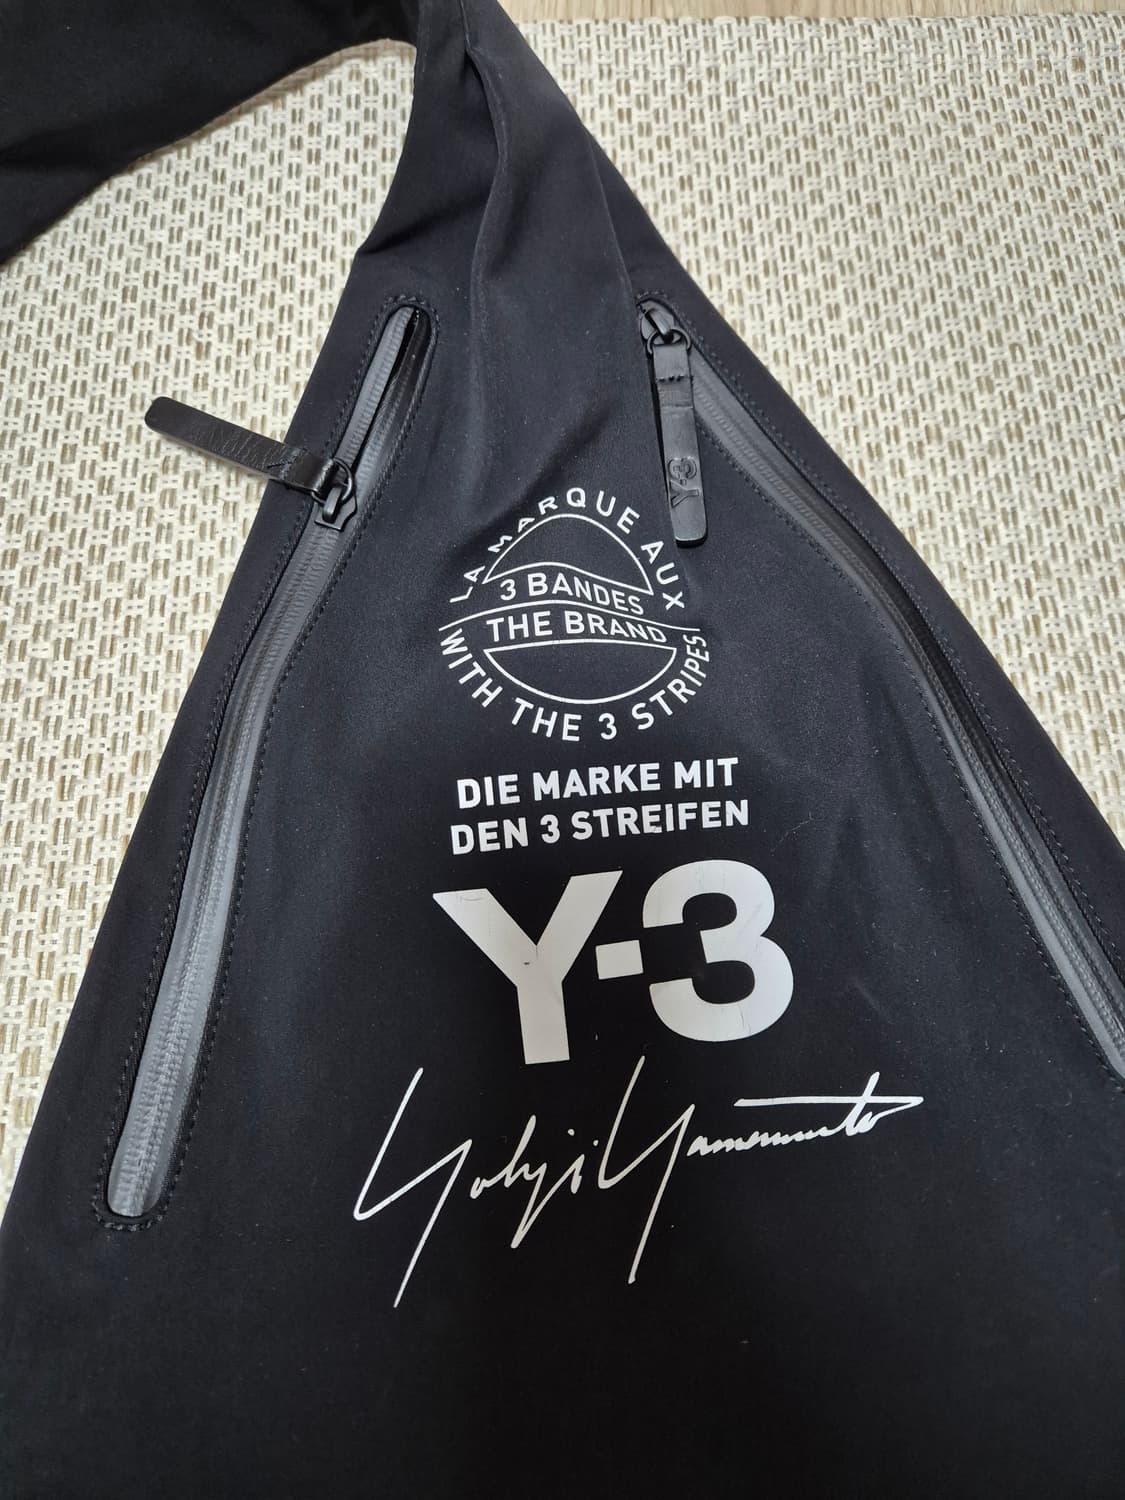 Y-3
LA MARQUE AUX
3 BANDES
THE BRAND
WITH THE 3 STRIPES
DIE MARKE MIT
DEN 3 STREIFEN
Y-3
Yohji Yamamoto